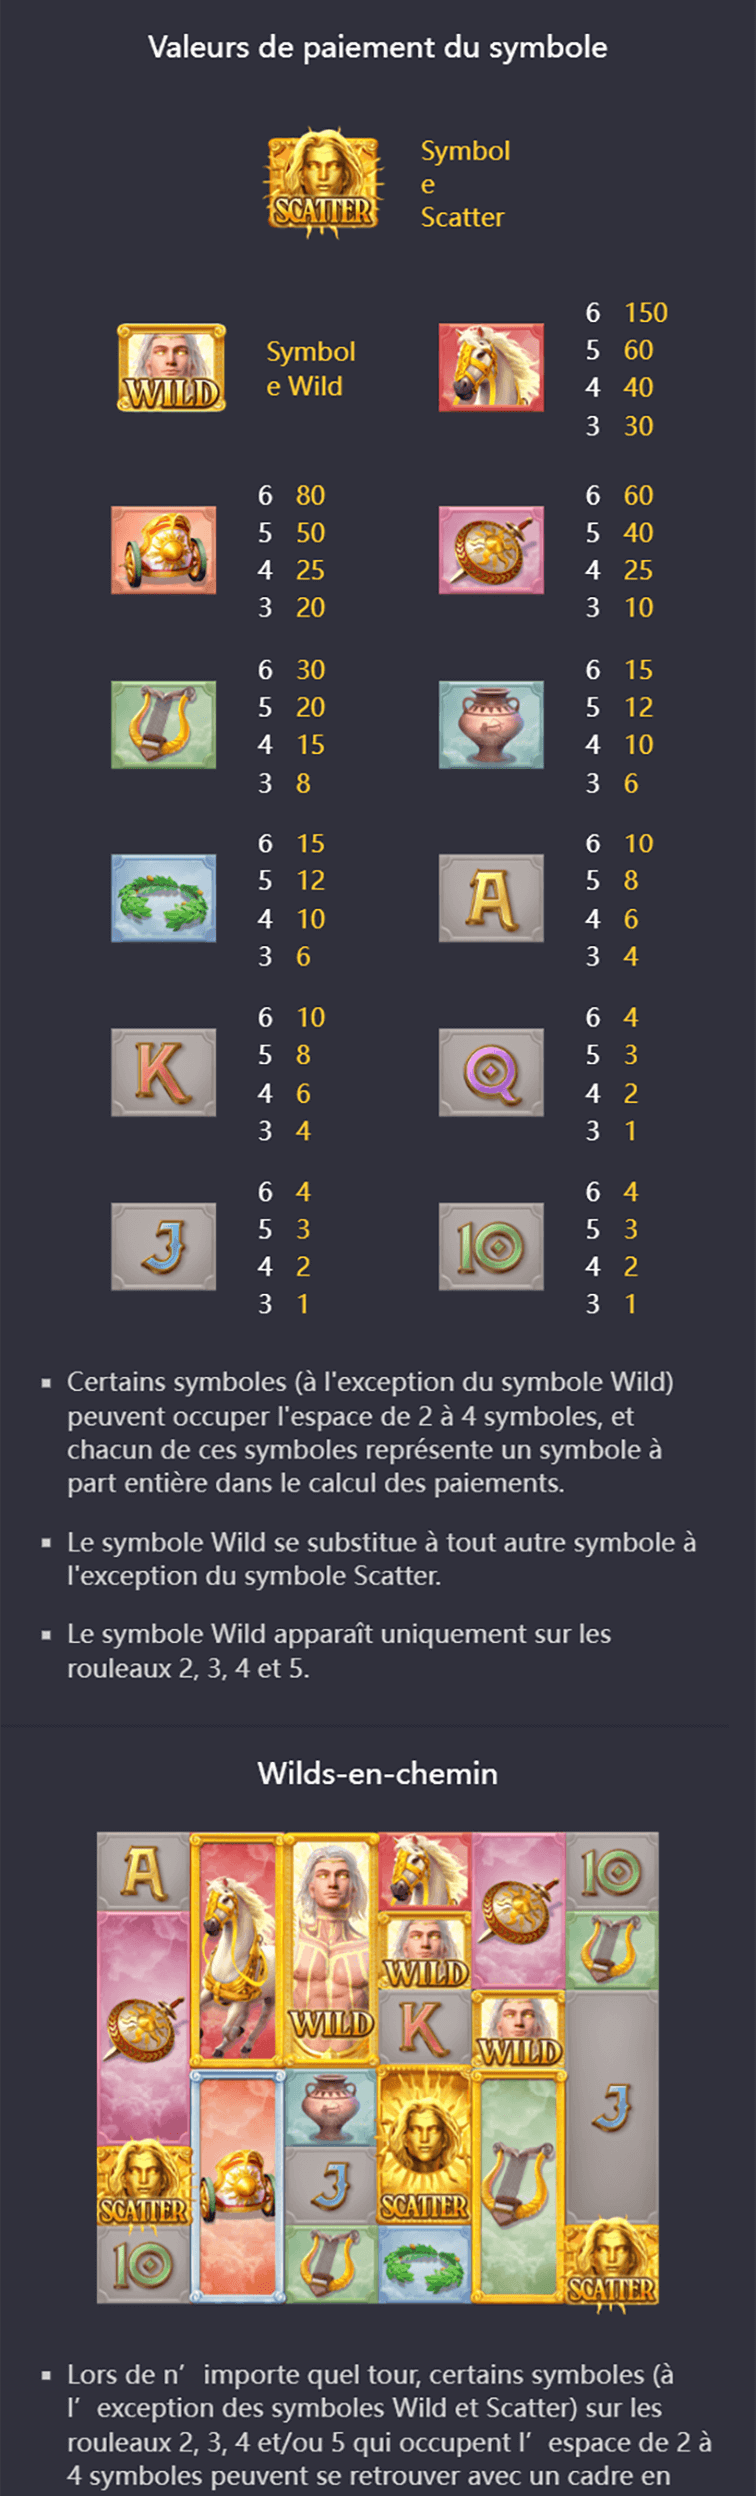 Valeurs de paiement du symbole
SCATTER
Symbol
e
Scatter
WILD
Symbol
e Wild
6 150
5 60
4 40
3 30
6 80
5 50
4 25
3 20
6 60
5 40
4 25
3 10
6 30
5 20
4 15
3 8
6 15
5 12
4 10
3 6
6 15
5 12
4 10
3 6
A
6 10
5 8
4 6
3 4
K
6 10
5 8
4 6
3 4
Q
6 4
5 3
4 2
3 1
J
6 4
5 3
4 2
3 1
10
6 4
5 3
4 2
3 1
▪ Certains symboles (à l'exception du symbole Wild)
peuvent occuper l'espace de 2 à 4 symboles, et
chacun de ces symboles représente un symbole à
part entière dans le calcul des paiements.
▪ Le symbole Wild se substitue à tout autre symbole à
l'exception du symbole Scatter.
▪ Le symbole Wild apparaît uniquement sur les
rouleaux 2, 3, 4 et 5.
Wilds-en-chemin
A
10
WILD
WILD
K
WILD
J
SCATTER
J
SCATTER
10
SCATTER
▪ Lors de n’ importe quel tour, certains symboles (à
l’ exception des symboles Wild et Scatter) sur les
rouleaux 2, 3, 4 et/ou 5 qui occupent l’ espace de 2 à
4 symboles peuvent se retrouver avec un cadre en